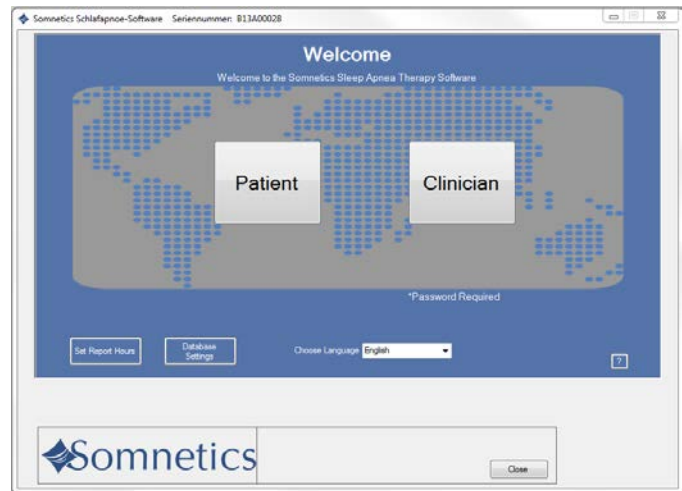 Somnetics Schlafapnoe-Software Seriennummer: B13A00028
Welcome
Welcome to the Somnetics Sleep Apnea Therapy Software
Patient
Clinician
*Password Required
Set Report Hours
Database
Settings
Choose Language English
?
Somnetics
Close